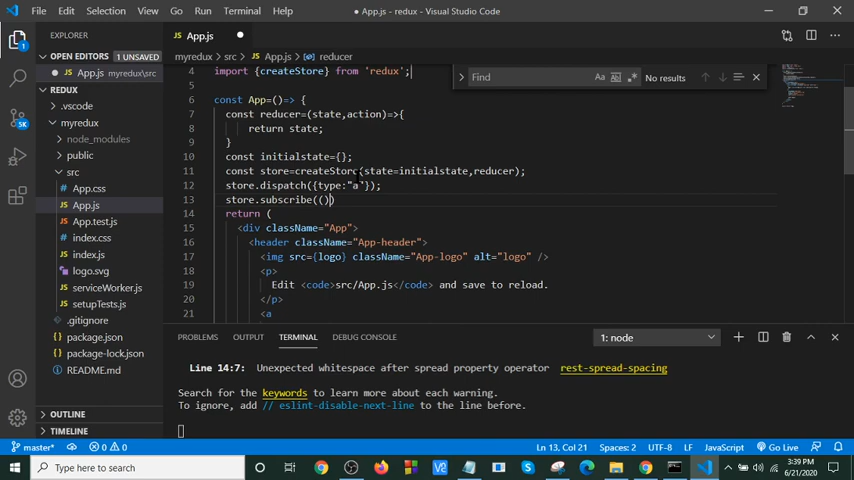 File Edit Selection View Go Run Terminal Help
● App.js - redux - Visual Studio Code
EXPLORER
OPEN EDITORS 1 UNSAVED
● App.js myredux\src
REDUX
.vscode
myredux
node_modules
public
src
App.css
App.js
App.test.js
index.css
index.js
logo.svg
serviceWorker.js
setupTests.js
.gitignore
package.json
package-lock.json
README.md
OUTLINE
TIMELINE
1
5K
App.js
myredux > src > App.js > reducer
Find
Aa
No results
4 import {createStore} from 'redux';
5
6 const App=()=> {
7 const reducer=(state,action)=>{
8 return state;
9 }
10 const initialstate={};
11 const store=createStore(state=initialstate,reducer);
12 store.dispatch({type:"a"});
13 store.subscribe(())
14 return (
15 <div className="App">
16 <header className="App-header">
17 <img src={logo} className="App-logo" alt="logo" />
18 <p>
19 Edit <code>src/App.js</code> and save to reload.
20 </p>
21 <a
PROBLEMS OUTPUT TERMINAL DEBUG CONSOLE
1: node
Line 14:7: Unexpected whitespace after spread property operator rest-spread-spacing
Search for the keywords to learn more about each warning.
To ignore, add // eslint-disable-next-line to the line before.
master* 0 0 Ln 13, Col 21 Spaces: 2 UTF-8 LF JavaScript Go Live
Type here to search
3:39 PM
6/21/2020